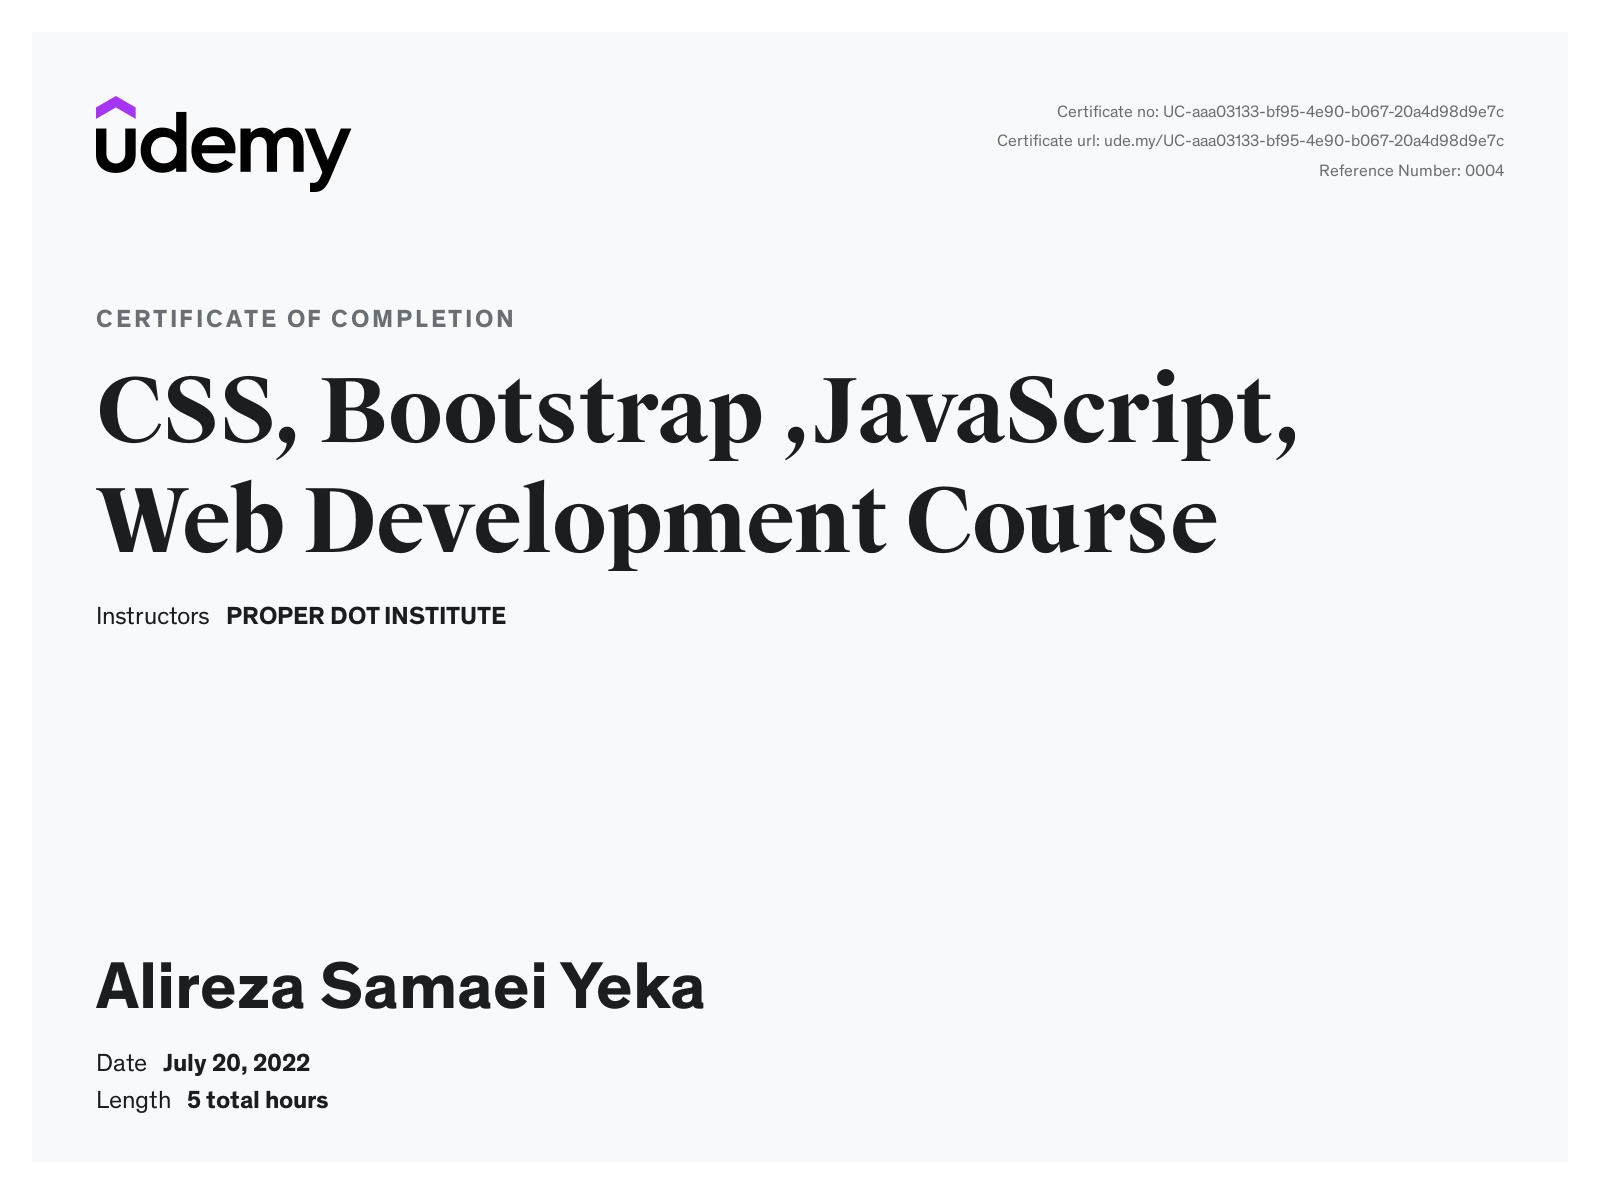 udemy
Certificate no: UC-aaa03133-bf95-4e90-b067-20a4d98d9e7c
Certificate url: ude.my/UC-aaa03133-bf95-4e90-b067-20a4d98d9e7c
Reference Number: 0004
CERTIFICATE OF COMPLETION
CSS, Bootstrap ,JavaScript,
Web Development Course
Instructors PROPER DOT INSTITUTE
Alireza Samaei Yeka
Date July 20, 2022
Length 5 total hours